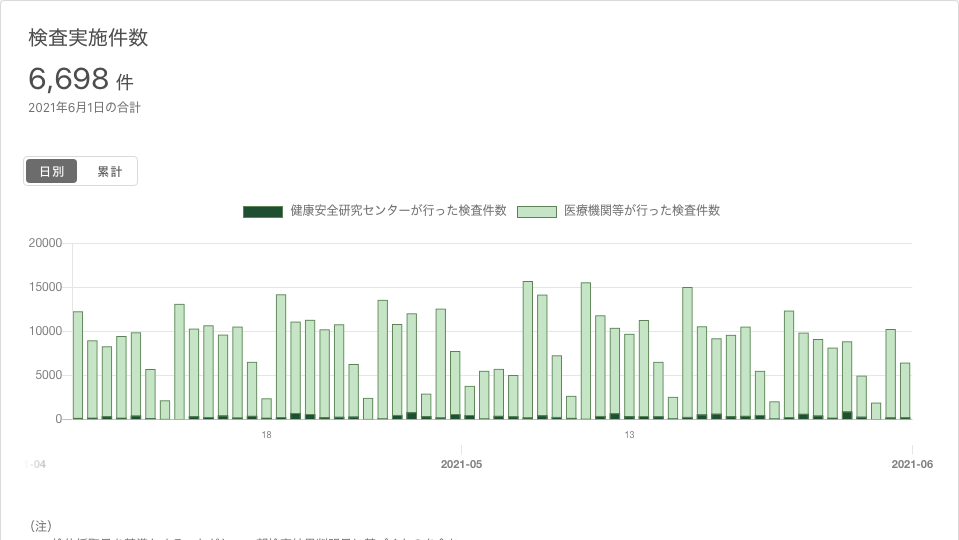 検査実施件数
6,698 件
2021年6月1日の合計
日別 累計
健康安全研究センターが行った検査件数 医療機関等が行った検査件数
20000
15000
10000
5000
0
18 13
-04 2021-05 2021-06
（注）